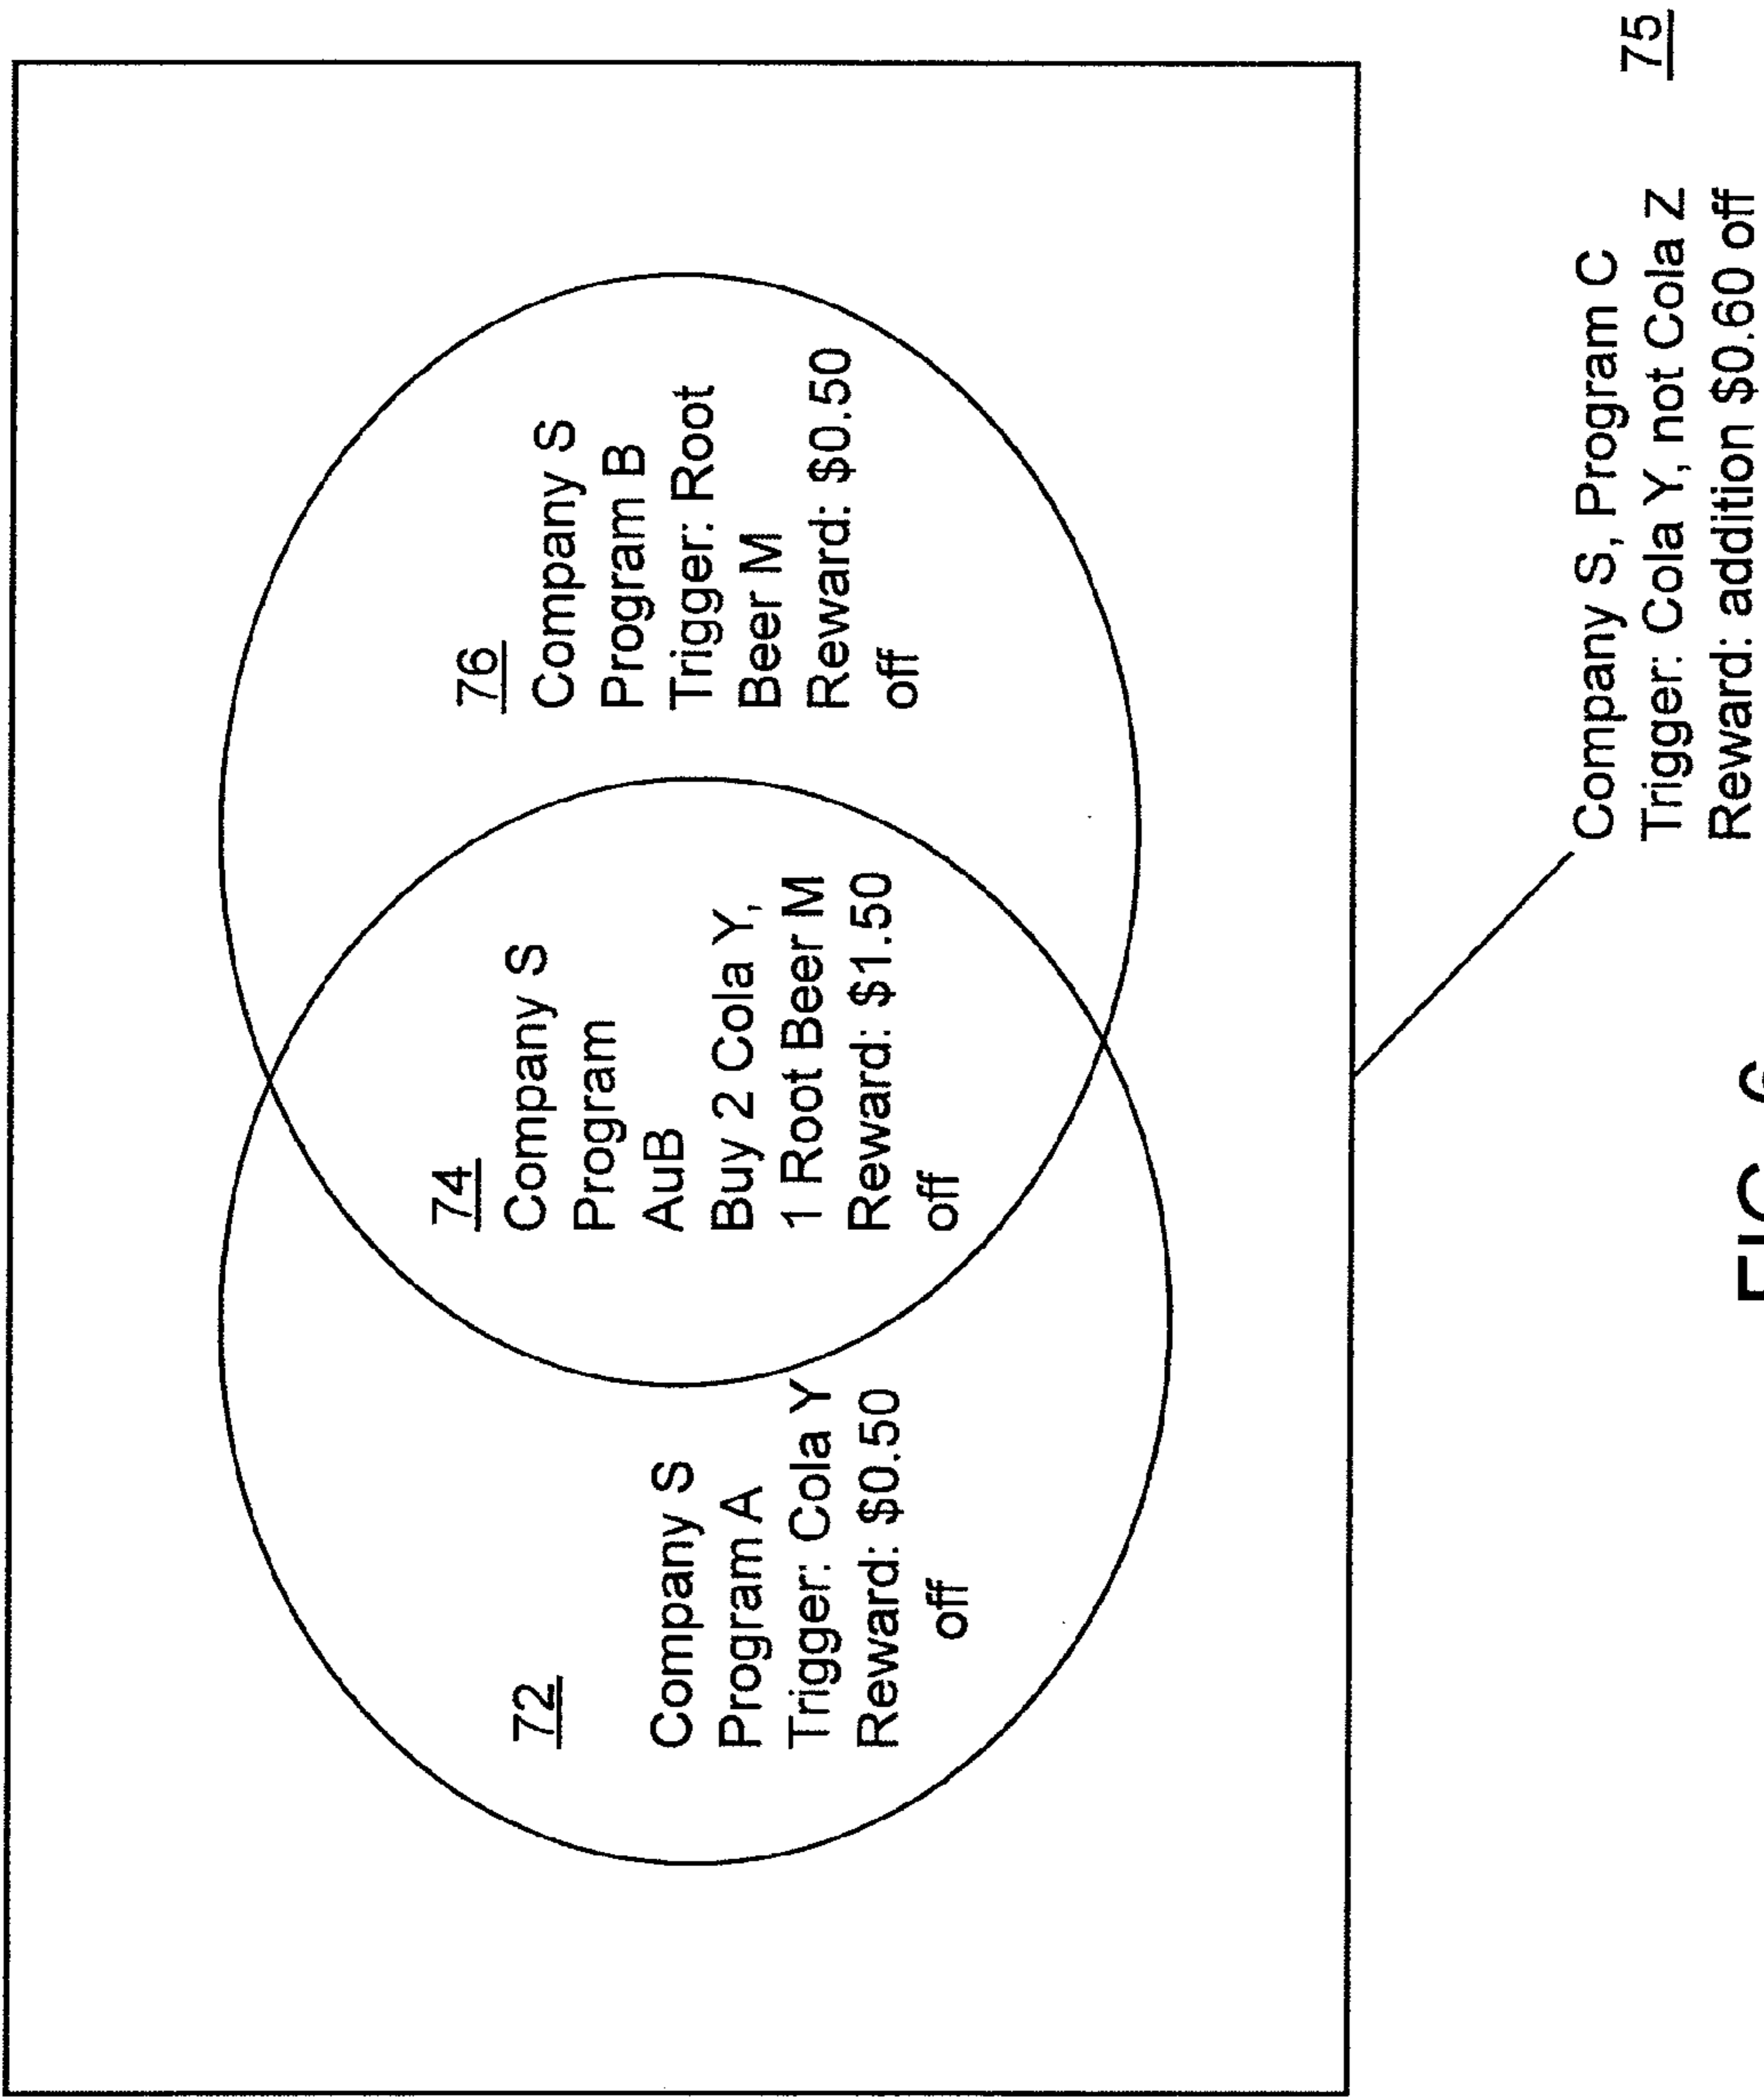 72
Company S
Program A
Trigger: Cola Y
Reward: $0.50
off
74
Company S
Program
AuB
Buy 2 Cola Y,
1 Root Beer M
Reward: $1.50
off
76
Company S
Program B
Trigger: Root
Beer M
Reward: $0.50
off
75
Company S, Program C
Trigger: Cola Y, not Cola Z
Reward: addition $0.60 off